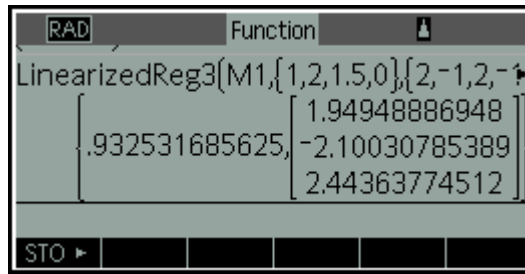 RAD Function
LinearizedReg3(M1,{1,2,1.5,0},{2,-1,2,-1
.932531685625,
1.94948886948
-2.10030785389
2.44363774512
STO ►